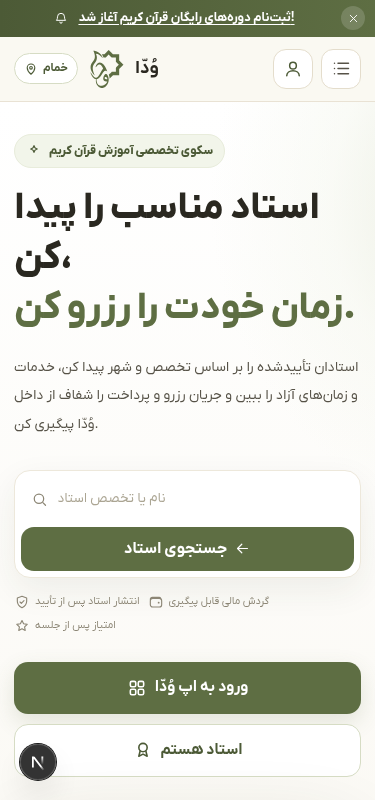 ثبت‌نام دوره‌های رایگان قرآن کریم آغاز شد!
وُدّا
خمام
سکوی تخصصی آموزش قرآن کریم
استاد مناسب را پیدا
کن،
زمان خودت را رزرو کن.
استادان تأییدشده را بر اساس تخصص و شهر پیدا کن، خدمات
و زمان‌های آزاد را ببین و جریان رزرو و پرداخت را شفاف از داخل
وُدّا پیگیری کن.
نام یا تخصص استاد
جستجوی استاد ←
انتشار استاد پس از تأیید گردش مالی قابل پیگیری
امتیاز پس از جلسه
ورود به اپ وُدّا
استاد هستم
N